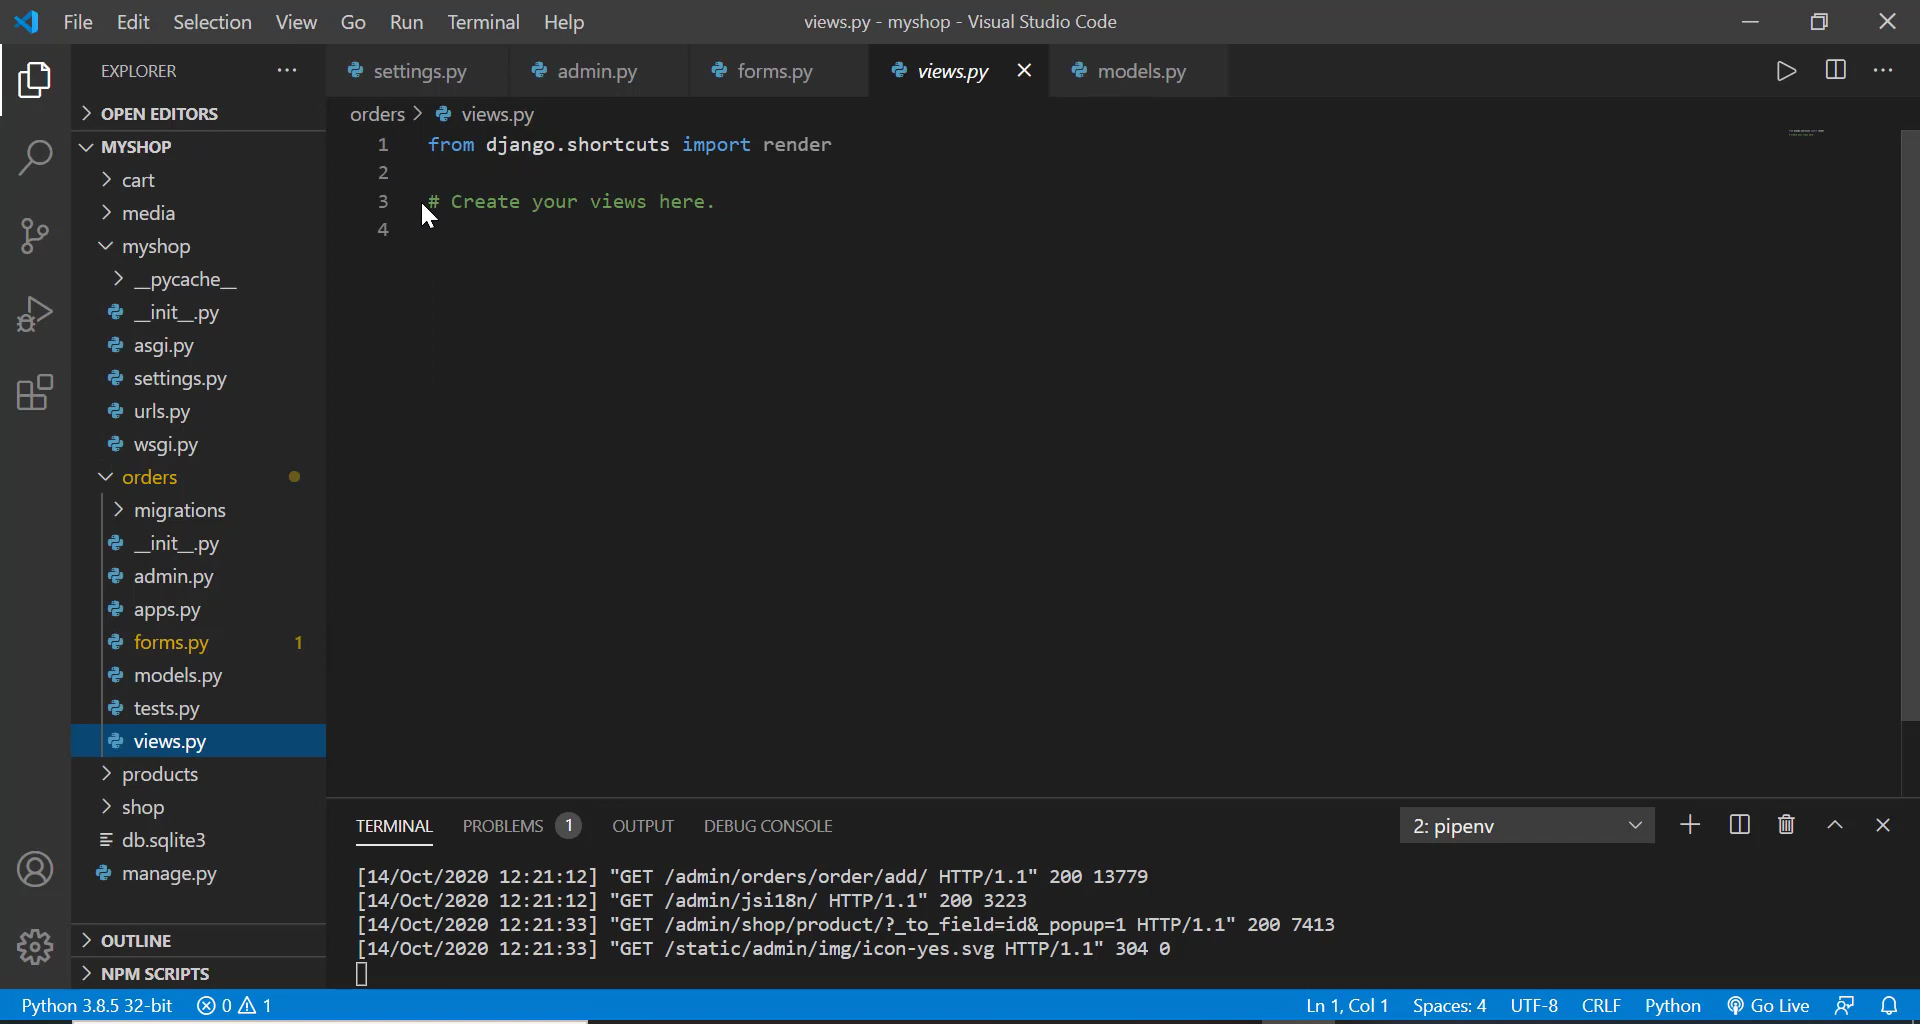 File Edit Selection View Go Run Terminal Help
views.py - myshop - Visual Studio Code
EXPLORER
OPEN EDITORS
MYSHOP
cart
media
myshop
__pycache__
__init__.py
asgi.py
settings.py
urls.py
wsgi.py
orders
migrations
__init__.py
admin.py
apps.py
forms.py 1
models.py
tests.py
views.py
products
shop
db.sqlite3
manage.py
OUTLINE
NPM SCRIPTS
settings.py admin.py forms.py views.py models.py
orders > views.py
1 from django.shortcuts import render
2
3 # Create your views here.
4
TERMINAL PROBLEMS 1 OUTPUT DEBUG CONSOLE 2: pipenv
[14/Oct/2020 12:21:12] "GET /admin/orders/order/add/ HTTP/1.1" 200 13779
[14/Oct/2020 12:21:12] "GET /admin/jsi18n/ HTTP/1.1" 200 3223
[14/Oct/2020 12:21:33] "GET /admin/shop/product/?_to_field=id&_popup=1 HTTP/1.1" 200 7413
[14/Oct/2020 12:21:33] "GET /static/admin/img/icon-yes.svg HTTP/1.1" 304 0
Python 3.8.5 32-bit 0 1 Ln 1, Col 1 Spaces: 4 UTF-8 CRLF Python Go Live